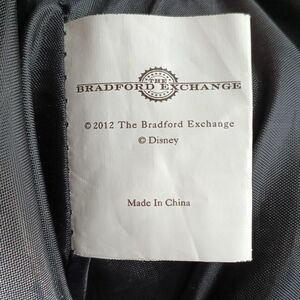 THE
BRADFORD EXCHANGE
© 2012 The Bradford Exchange
© Disney
Made In China